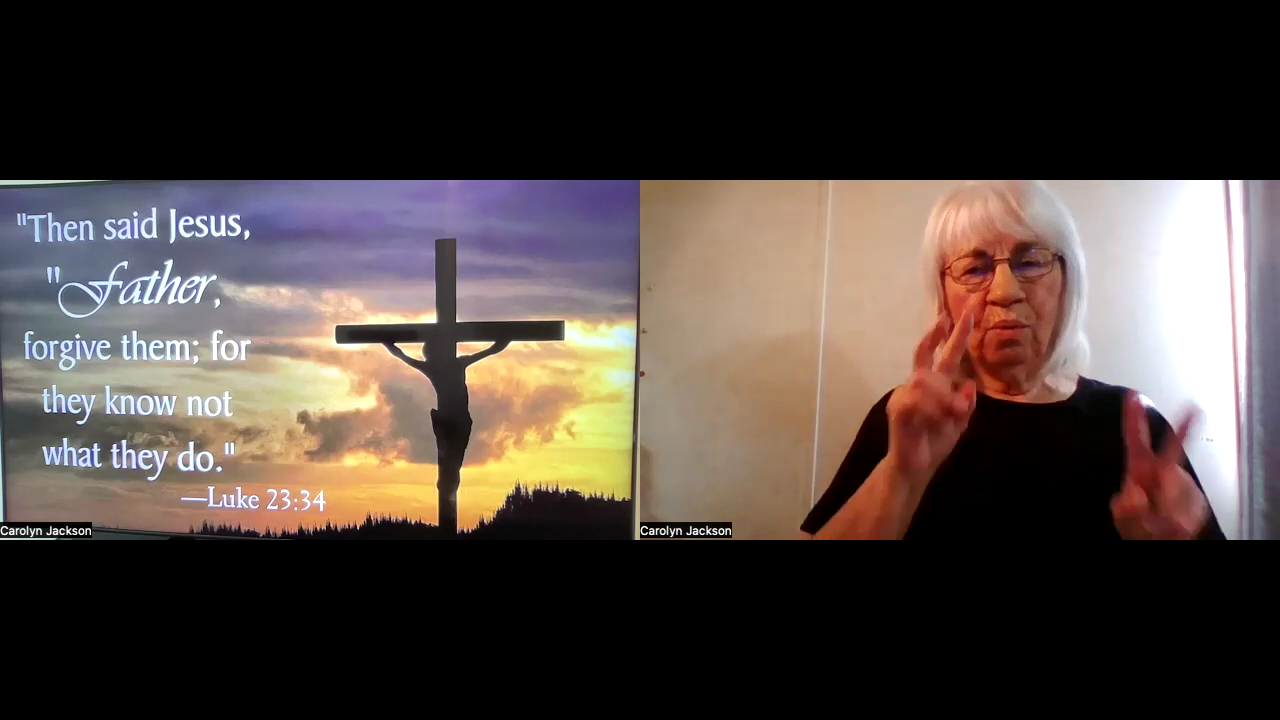 "Then said Jesus,
"Father,
forgive them; for
they know not
what they do."
—Luke 23:34
Carolyn Jackson
Carolyn Jackson